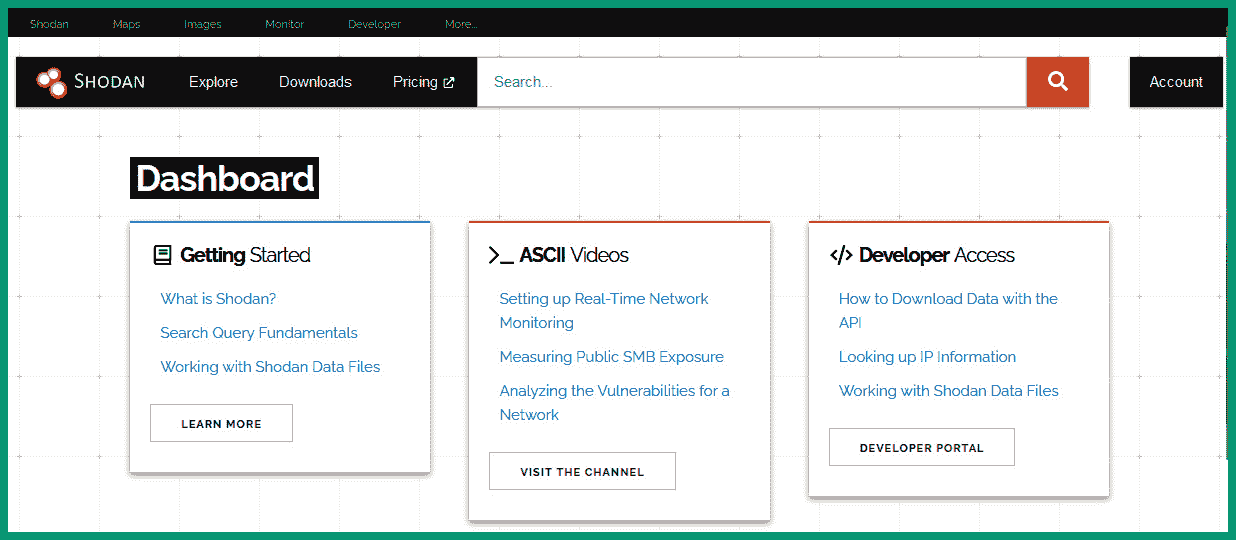 Shodan Maps Images Monitor Developer More...
SHODAN Explore Downloads Pricing Search... Account
Dashboard
Getting Started
What is Shodan?
Search Query Fundamentals
Working with Shodan Data Files
LEARN MORE
>_ ASCII Videos
Setting up Real-Time Network
Monitoring
Measuring Public SMB Exposure
Analyzing the Vulnerabilities for a
Network
VISIT THE CHANNEL
</> Developer Access
How to Download Data with the
API
Looking up IP Information
Working with Shodan Data Files
DEVELOPER PORTAL